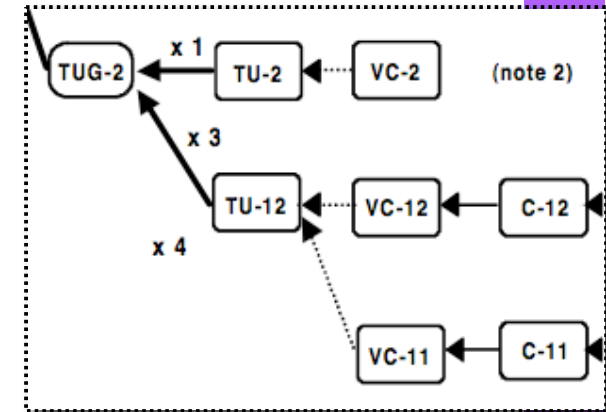 x 1
TUG-2
TU-2
VC-2
(note 2)
x 3
TU-12
VC-12
C-12
x 4
VC-11
C-11